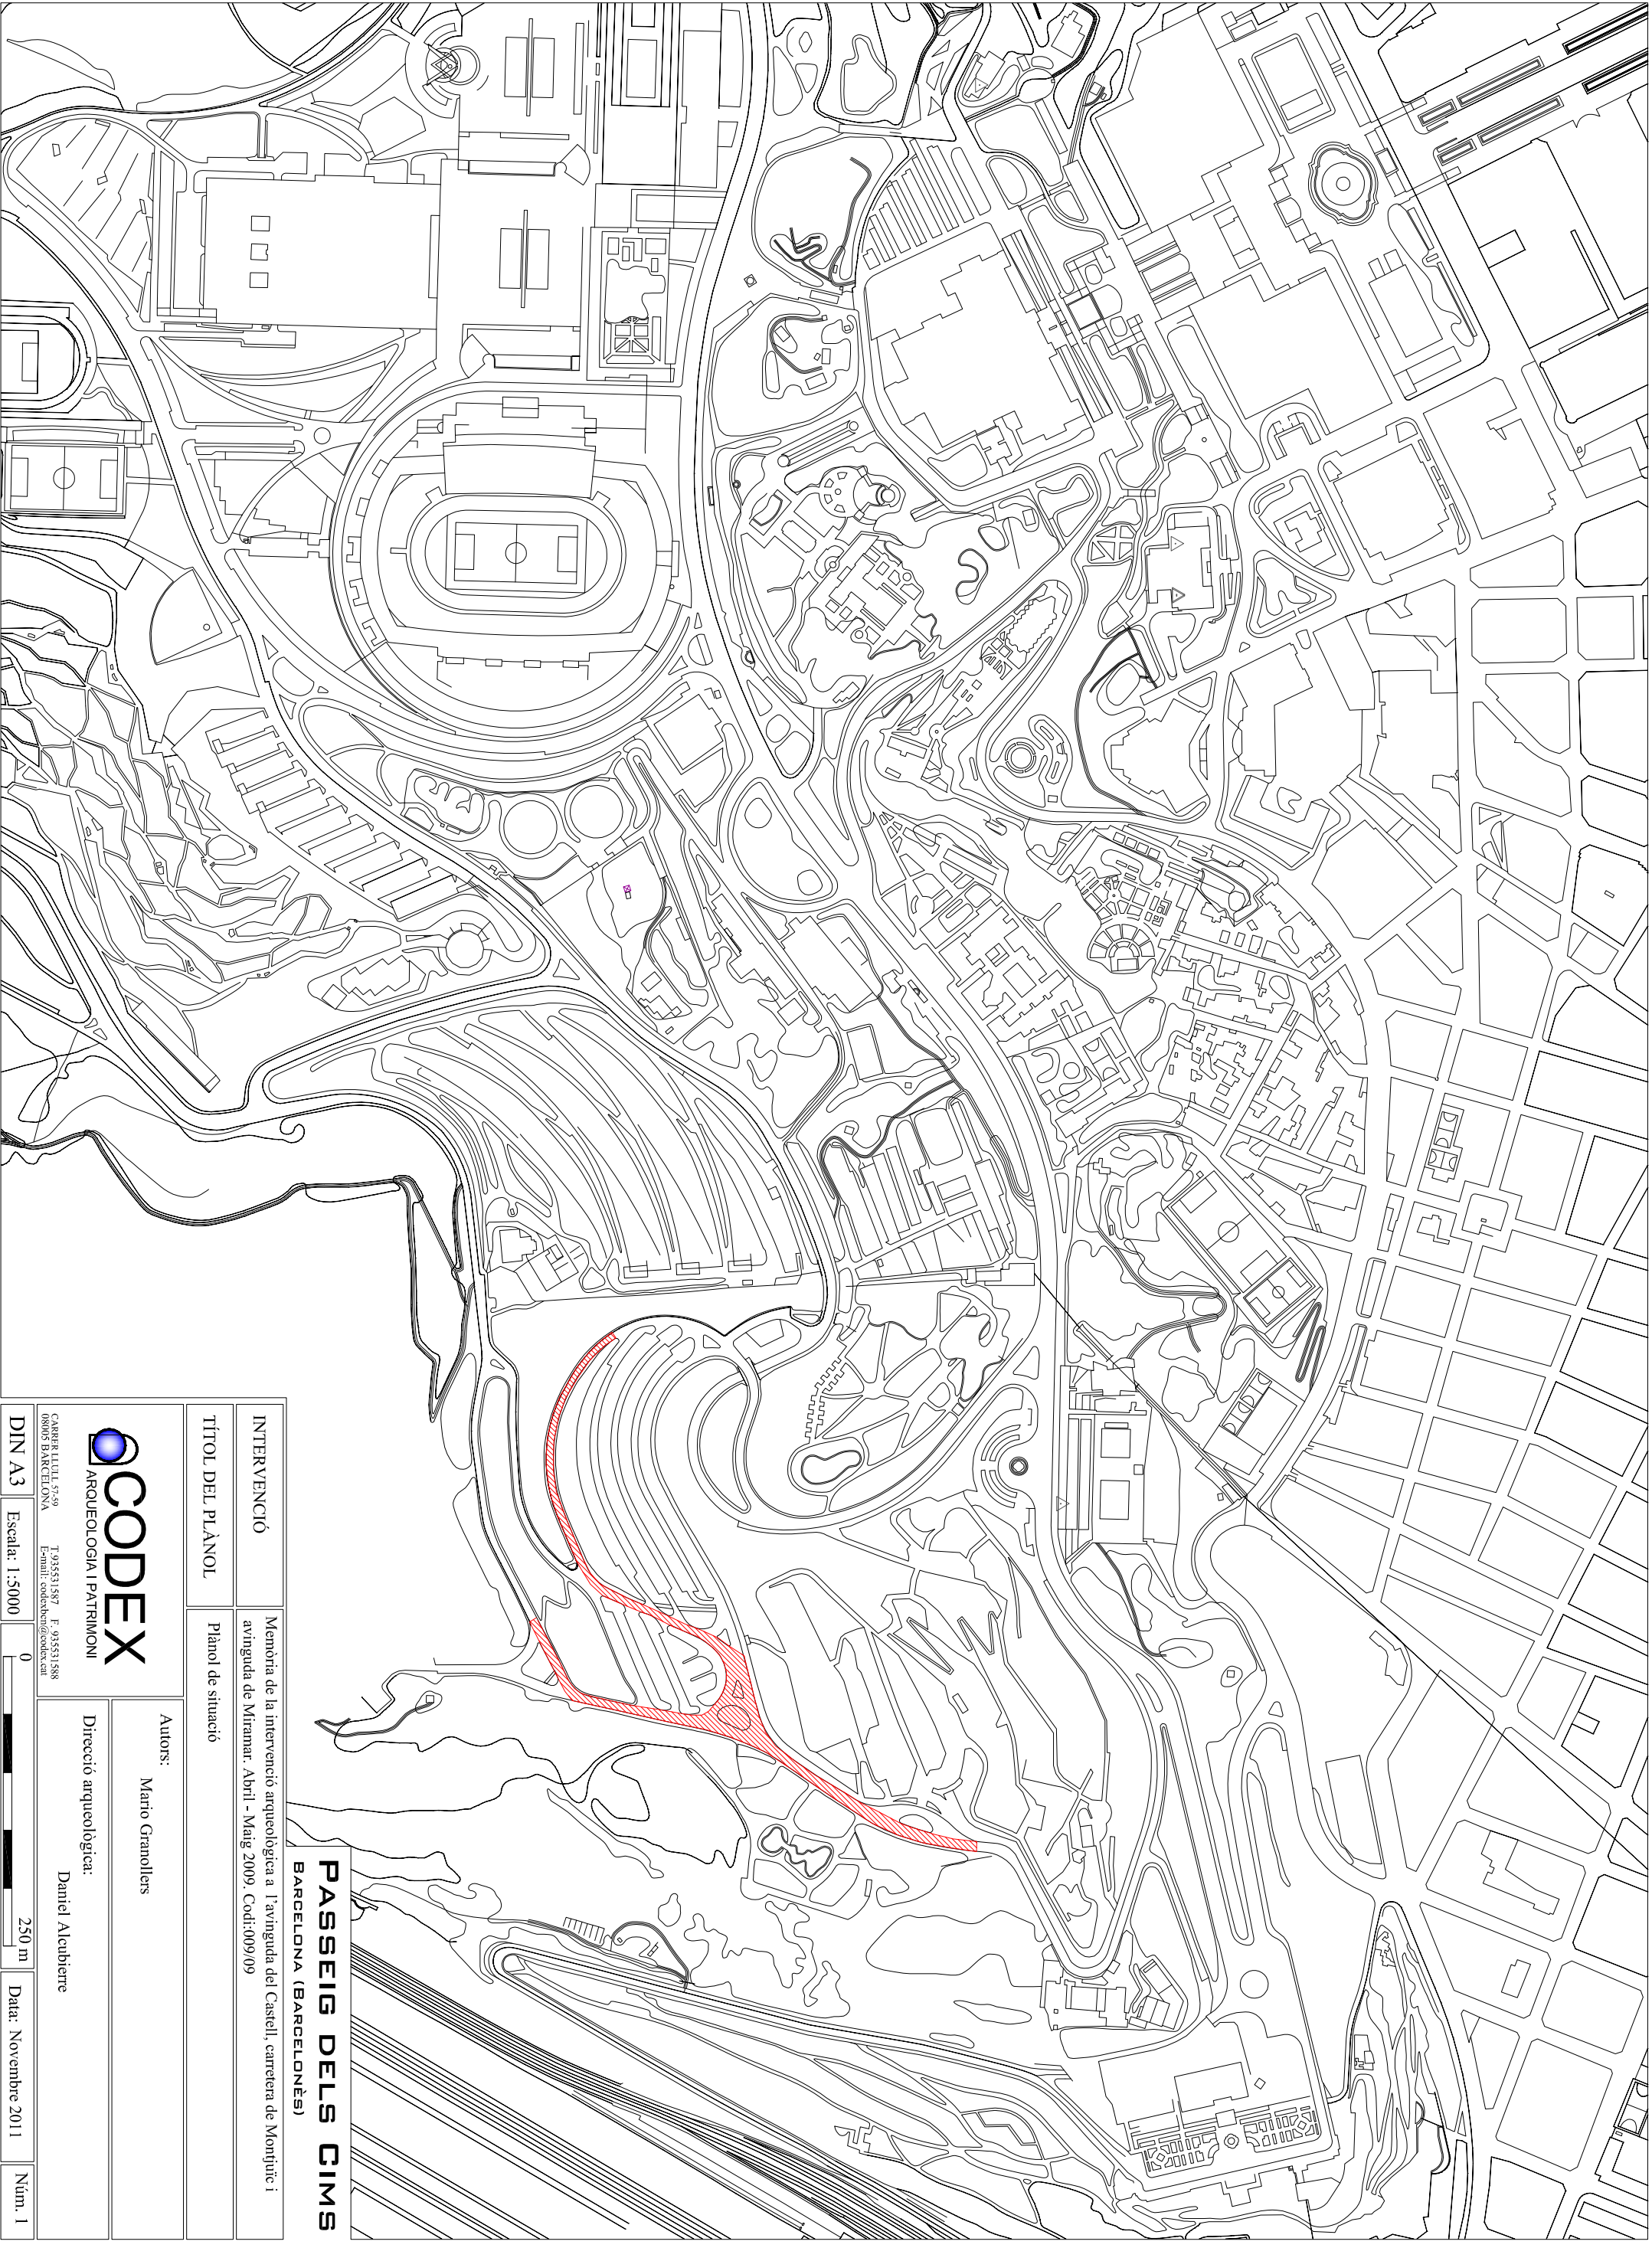 PASSEIG DELS CIMS
BARCELONA (BARCELONÈS)
INTERVENCIÓ
Memòria de la intervenció arqueològica a l'avinguda del Castell, carretera de Montjuïc i
avinguda de Miramar. Abril - Maig 2009. Codi:009/09
TÍTOL DEL PLÀNOL
Plànol de situació
CODEX
ARQUEOLOGIA I PATRIMONI
CARRER LLULL 57-59
08005 BARCELONA
T.935531587 F. 935531588
E-mail: codexbcn@codex.cat
Autors:
Mario Granollers
Direcció arqueològica:
Daniel Alcubierre
DIN A3
Escala: 1:5000
0
250 m
Data: Novembre 2011
Núm. 1